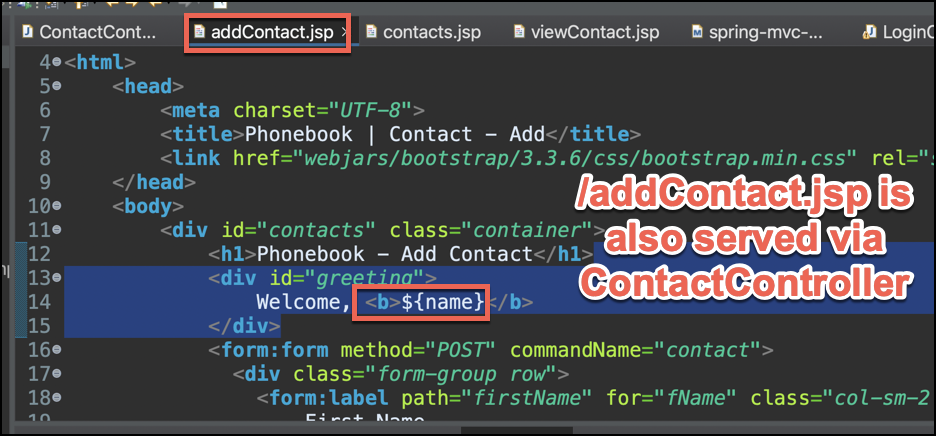 ContactCont... addContact.jsp contacts.jsp viewContact.jsp spring-mvc-... Login
4 <html>
5 <head>
6 <meta charset="UTF-8">
7 <title>Phonebook | Contact - Add</title>
8 <link href="webjars/bootstrap/3.3.6/css/bootstrap.min.css" rel="s
9 </head>
10 <body>
11 <div id="contacts" class="container">
12 <h1>Phonebook - Add Contact</h1>
13 <div id="greeting">
14 Welcome, <b>${name}</b>
15 </div>
16 <form:form method="POST" commandName="contact">
17 <div class="form-group row">
18 <form:label path="firstName" for="fName" class="col-sm-2
19 First Name
/addContact.jsp is
also served via
ContactController